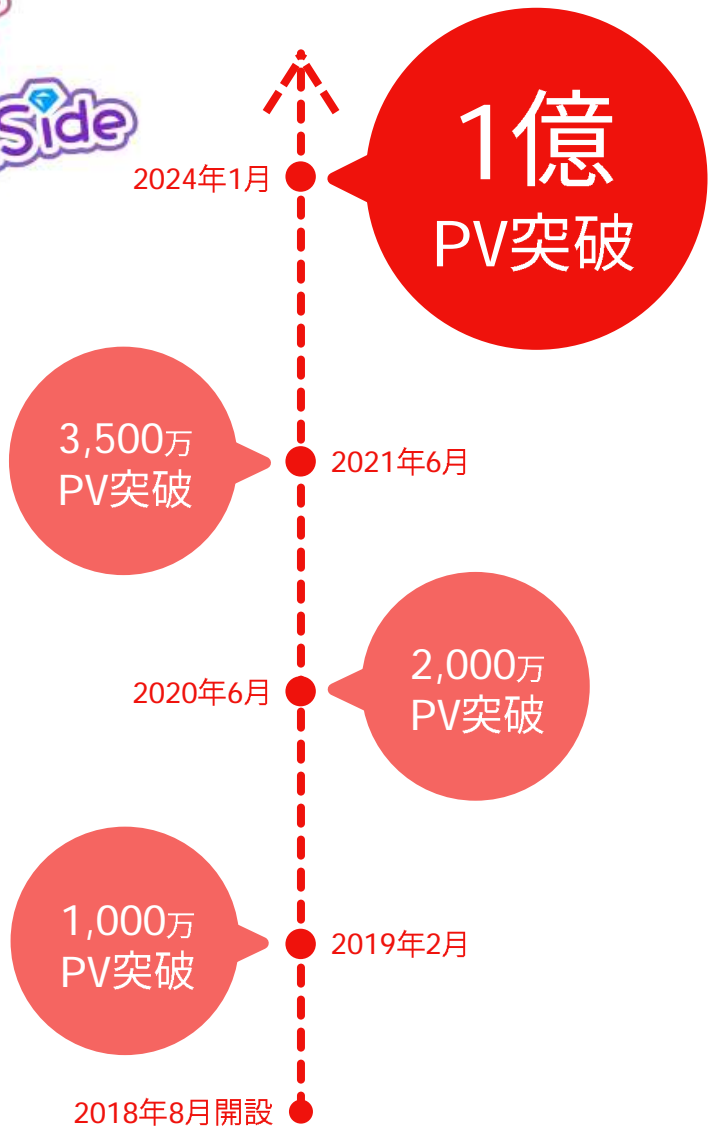 Side
2024年1月
1億
PV突破
3,500万
PV突破
2021年6月
2020年6月
2,000万
PV突破
1,000万
PV突破
2019年2月
2018年8月開設